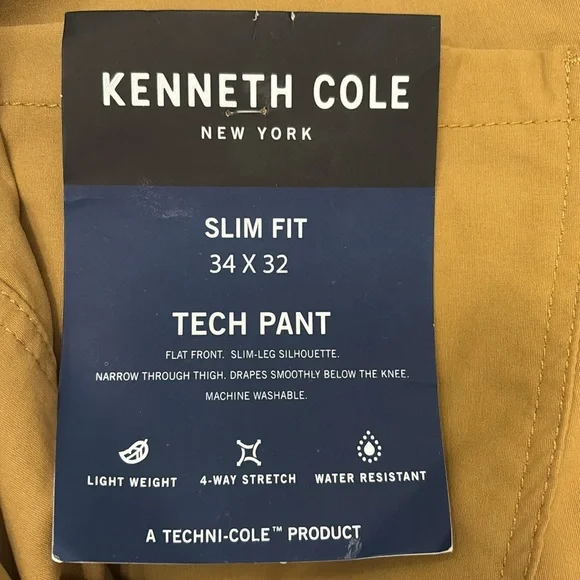 KENNETH COLE
NEW YORK
SLIM FIT
34 X 32
TECH PANT
FLAT FRONT. SLIM-LEG SILHOUETTE.
NARROW THROUGH THIGH. DRAPES SMOOTHLY BELOW THE KNEE.
MACHINE WASHABLE.
LIGHT WEIGHT 4-WAY STRETCH WATER RESISTANT
A TECHNI-COLE™ PRODUCT